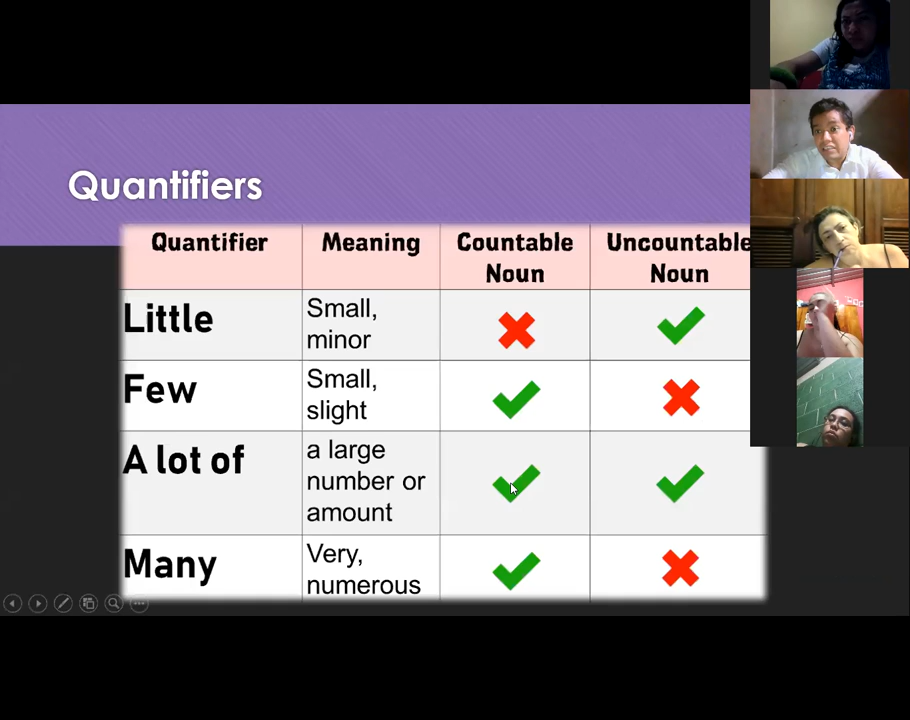 Quantifiers
Quantifier Meaning Countable Uncountable
Noun Noun
Little Small,
minor
Few Small,
slight
A lot of a large
number or
amount
Many Very,
numerous